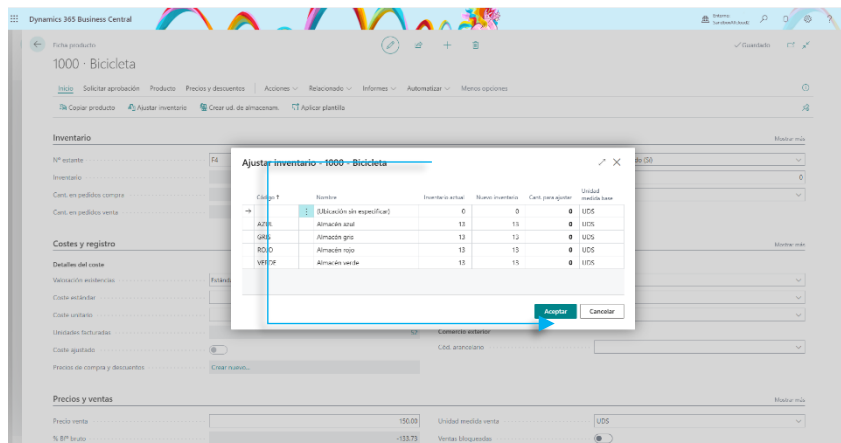 Dynamics 365 Business Central
Entorno:
Ficha producto
Guardado
1000 · Bicicleta
Inicio Solicitar aprobación Producto Precios y descuentos Acciones Relacionado Informes Automatizar Menos opciones
Copiar producto Ajustar inventario Crear ud. de almacenam. Aplicar plantilla
Inventario Mostrar más
N° estante F4
Inventario 0
Cant. en pedidos compra
Cant. en pedidos venta
Ajustar inventario - 1000 - Bicicleta
Código ↑ Nombre Inventario actual Nuevo inventario Cant. para ajustar Unidad medida base
(Ubicación sin especificar) 0 0 0 UDS
AZUL Almacén azul 13 13 0 UDS
GRIS Almacén gris 13 13 0 UDS
ROJO Almacén rojo 13 13 0 UDS
VERDE Almacén verde 13 13 0 UDS
Aceptar Cancelar
Costes y registro Mostrar más
Detalles del coste
Valoración existencias
Coste estándar
Coste unitario
Unidades facturadas Comercio exterior
Coste ajustado Cód. arancelario
Precios de compra y descuentos Crear nuevo...
Precios y ventas Mostrar más
Precio venta 150,00 Unidad medida venta UDS
% Bº bruto -133,73 Ventas bloqueadas